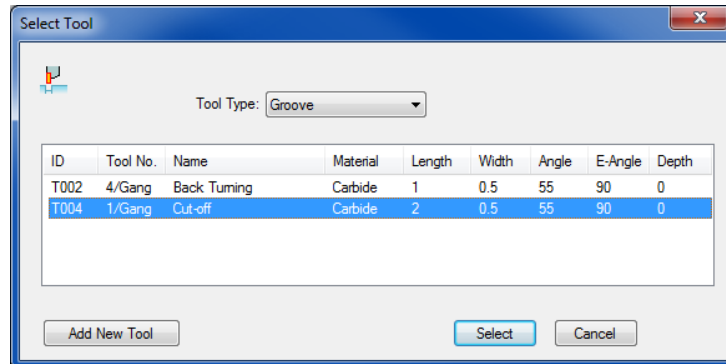 Select Tool
Tool Type: Groove
ID Tool No. Name Material Length Width Angle E-Angle Depth
T002 4/Gang Back Turning Carbide 1 0.5 55 90 0
T004 1/Gang Cut-off Carbide 2 0.5 55 90 0
Add New Tool Select Cancel